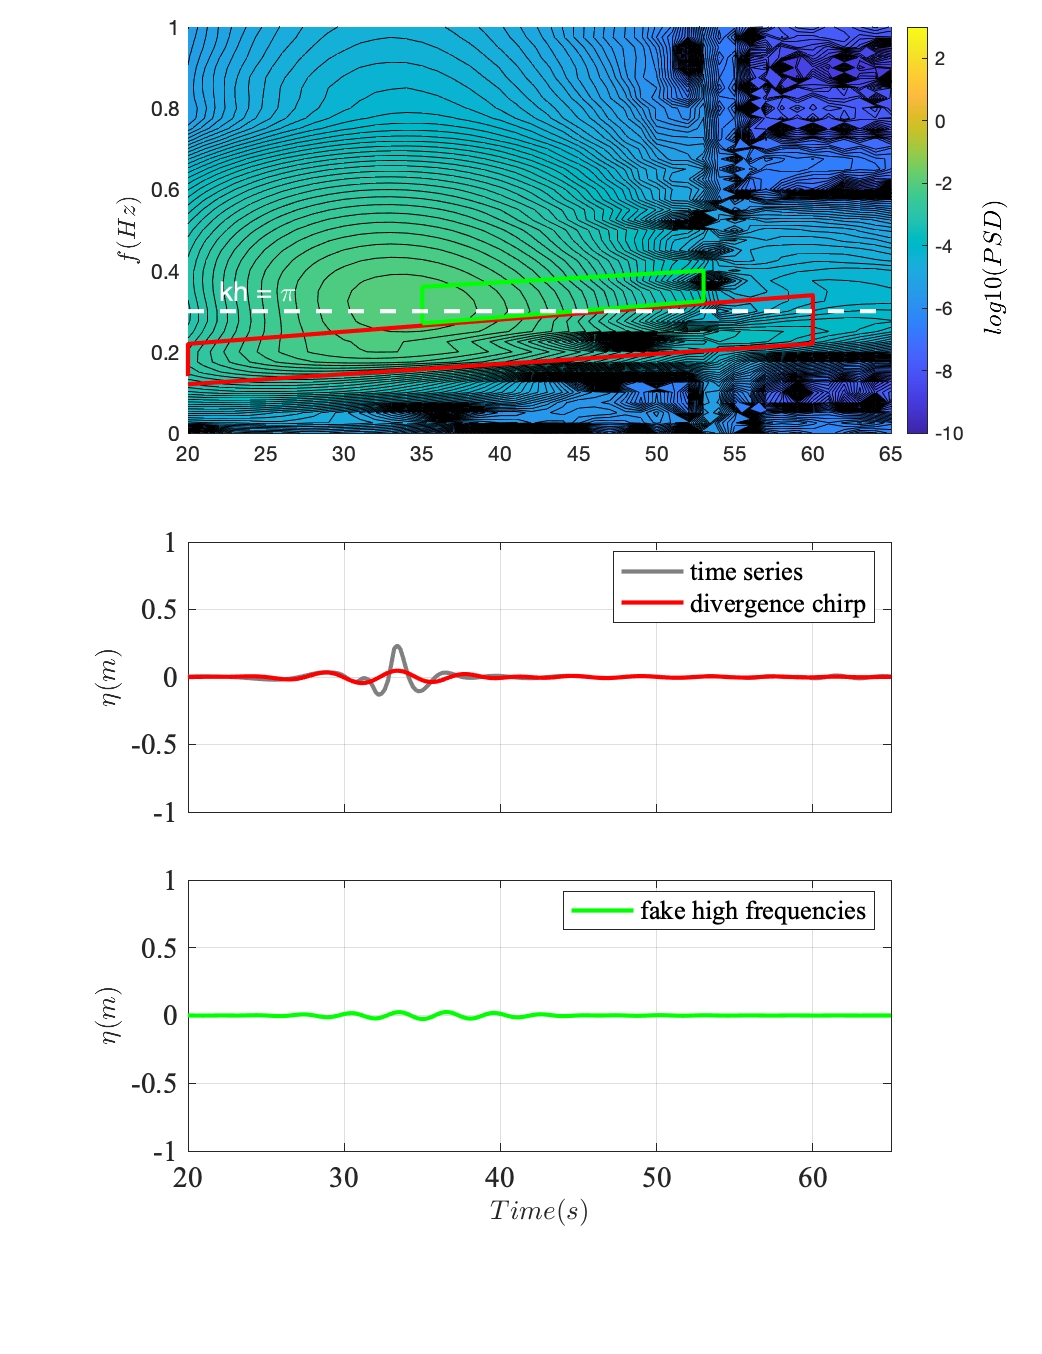 1
0.8
0.6
0.4
0.2
0
f(Hz)
kh = π
20 25 30 35 40 45 50 55 60 65
2
0
-2
-4
-6
-8
-10
log10(PSD)
1
0.5
0
-0.5
-1
η(m)
time series
divergence chirp
1
0.5
0
-0.5
-1
η(m)
fake high frequencies
20 30 40 50 60
Time(s)